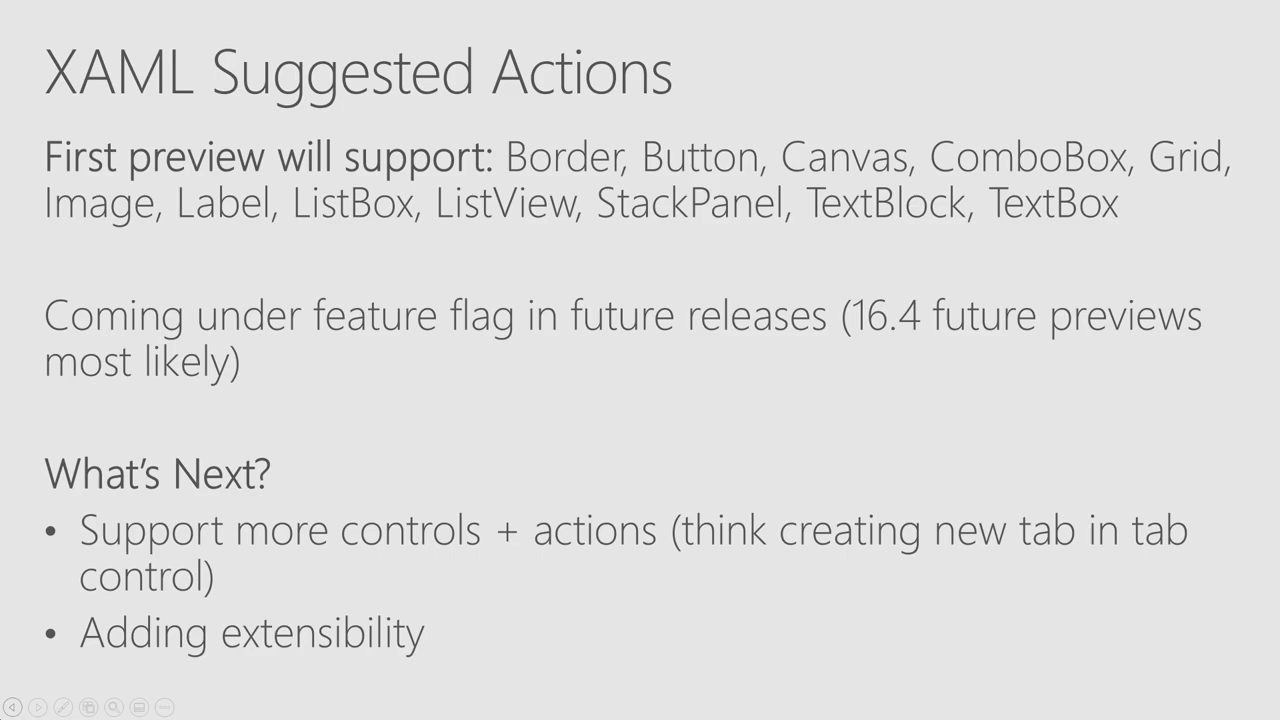 XAML Suggested Actions
First preview will support: Border, Button, Canvas, ComboBox, Grid,
Image, Label, ListBox, ListView, StackPanel, TextBlock, TextBox
Coming under feature flag in future releases (16.4 future previews
most likely)
What's Next?
• Support more controls + actions (think creating new tab in tab
control)
• Adding extensibility